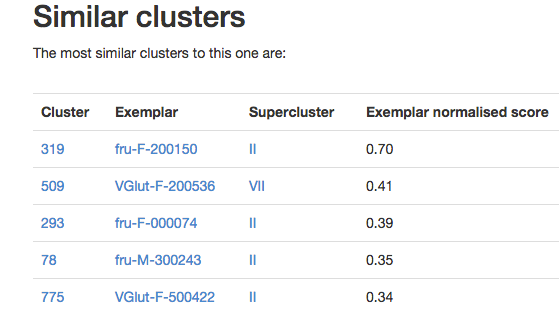 Similar clusters
The most similar clusters to this one are:
Cluster Exemplar Supercluster Exemplar normalised score
319 fru-F-200150 II 0.70
509 VGlut-F-200536 VII 0.41
293 fru-F-000074 II 0.39
78 fru-M-300243 II 0.35
775 VGlut-F-500422 II 0.34